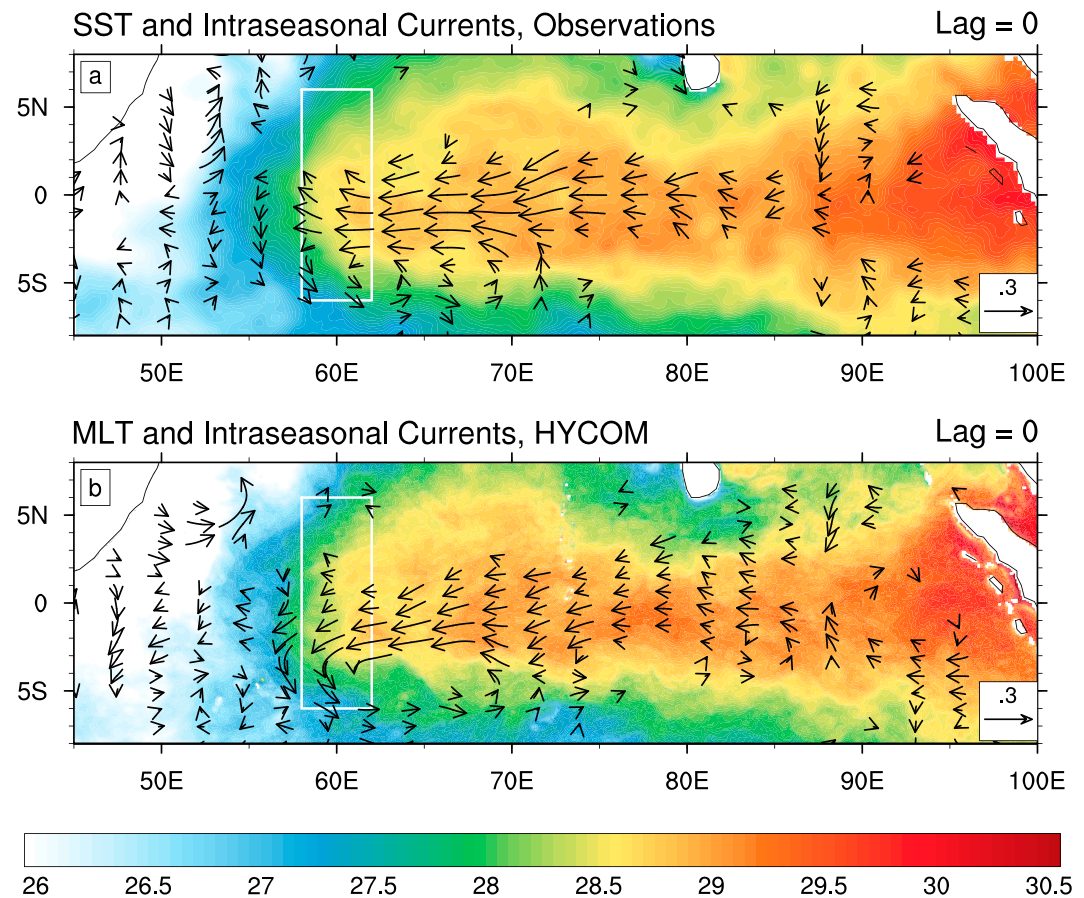 SST and Intraseasonal Currents, Observations Lag = 0
a
5N
0
5S
.3
50E 60E 70E 80E 90E 100E
MLT and Intraseasonal Currents, HYCOM Lag = 0
b
5N
0
5S
.3
50E 60E 70E 80E 90E 100E
26 26.5 27 27.5 28 28.5 29 29.5 30 30.5